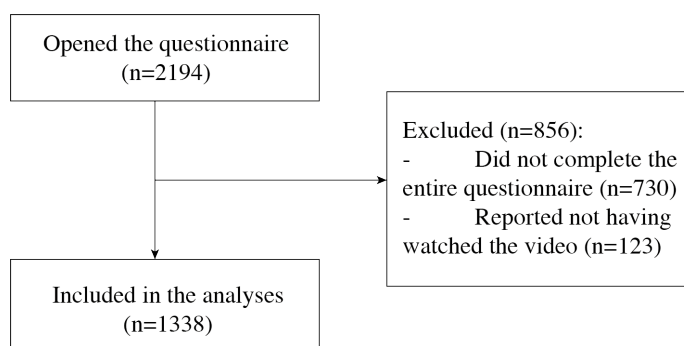 Opened the questionnaire
(n=2194)
Excluded (n=856):
- Did not complete the
entire questionnaire (n=730)
- Reported not having
watched the video (n=123)
Included in the analyses
(n=1338)